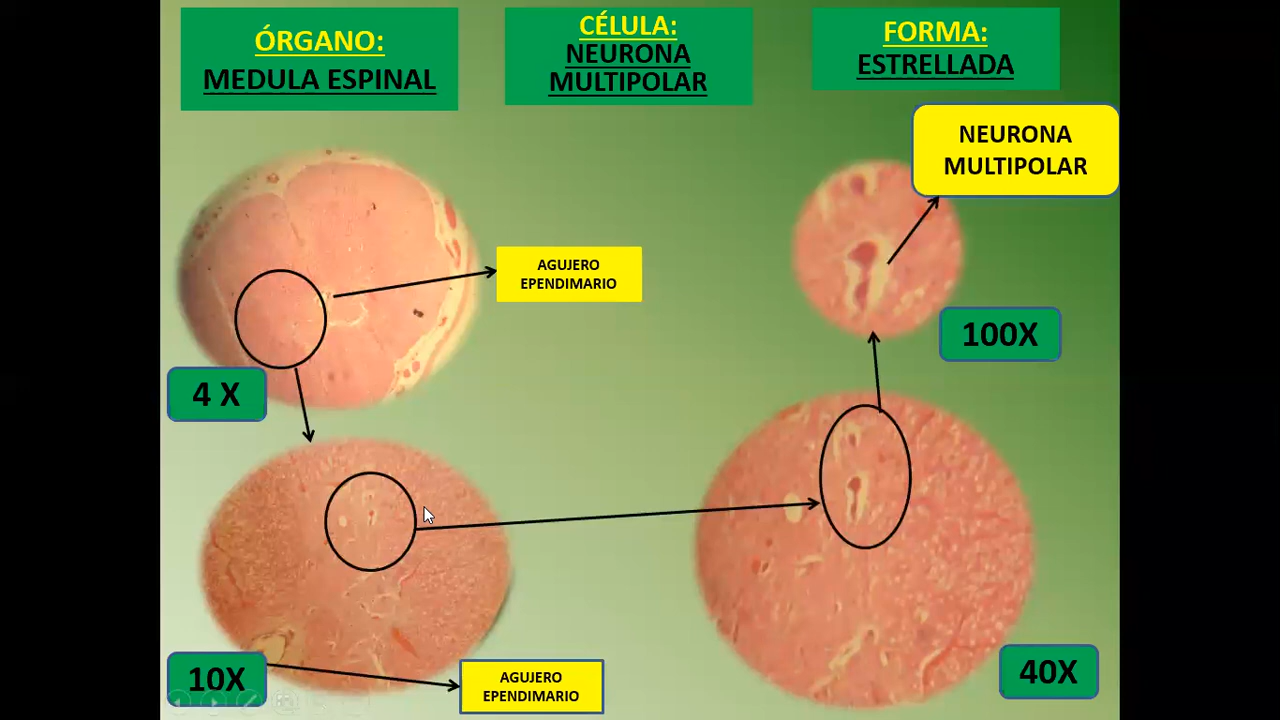 ÓRGANO:
MEDULA ESPINAL
CÉLULA:
NEURONA
MULTIPOLAR
FORMA:
ESTRELLADA
NEURONA
MULTIPOLAR
AGUJERO
EPENDIMARIO
100X
4 X
10X
AGUJERO
EPENDIMARIO
40X